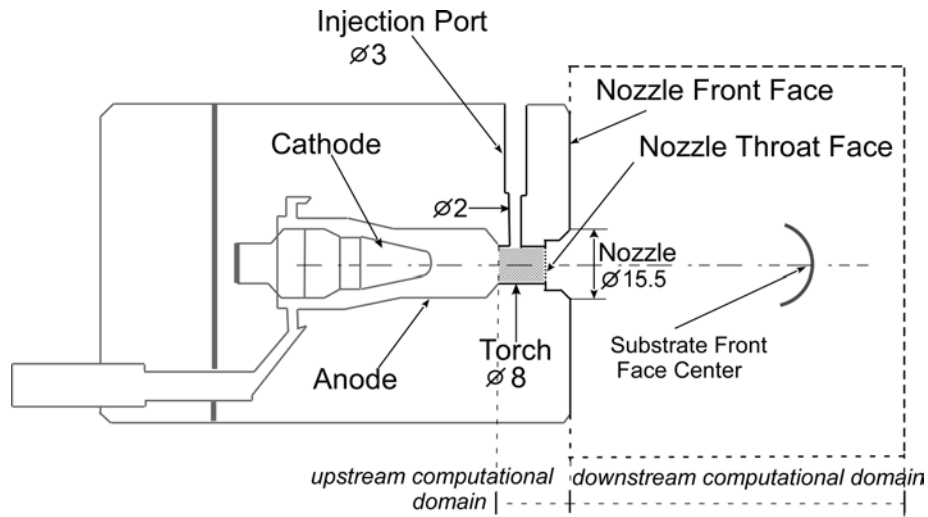 Injection Port
⌀3
Nozzle Front Face
Cathode
Nozzle Throat Face
⌀2
Nozzle
⌀15.5
Substrate Front
Face Center
Torch
⌀8
Anode
upstream computational
domain
downstream computational domain